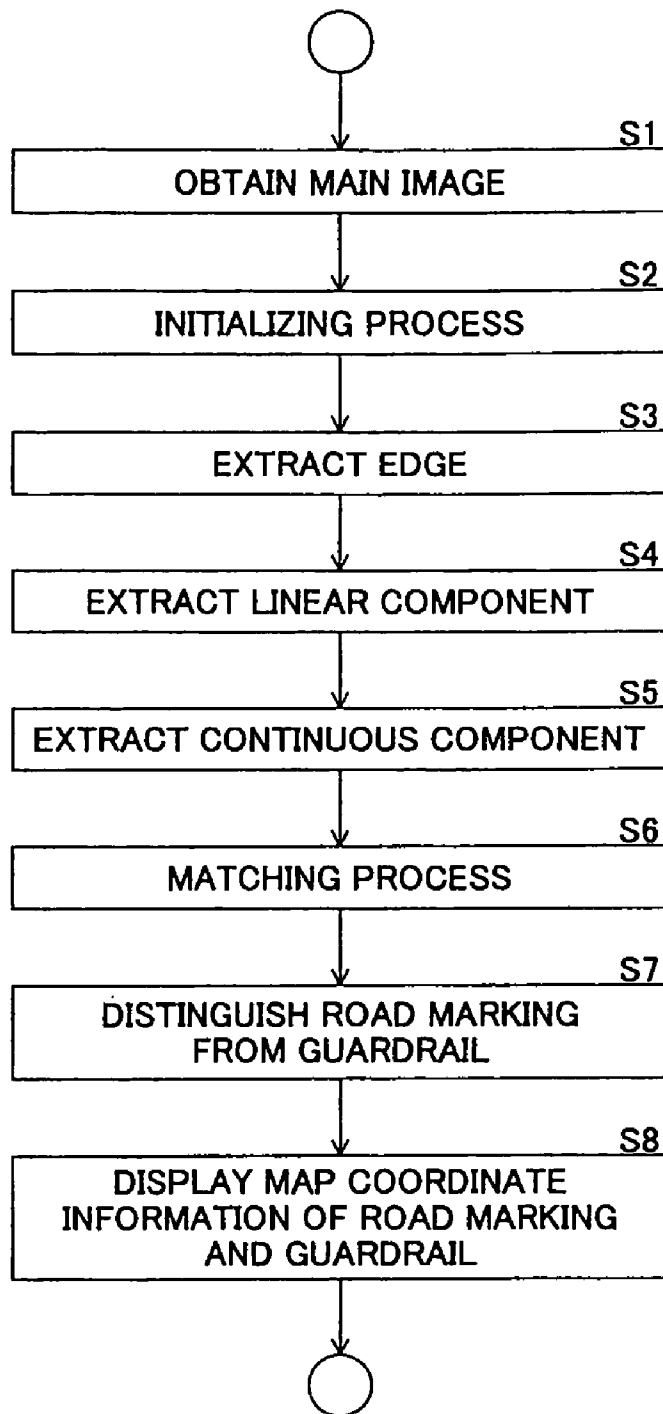 S1
OBTAIN MAIN IMAGE
S2
INITIALIZING PROCESS
S3
EXTRACT EDGE
S4
EXTRACT LINEAR COMPONENT
S5
EXTRACT CONTINUOUS COMPONENT
S6
MATCHING PROCESS
S7
DISTINGUISH ROAD MARKING
FROM GUARDRAIL
S8
DISPLAY MAP COORDINATE
INFORMATION OF ROAD MARKING
AND GUARDRAIL